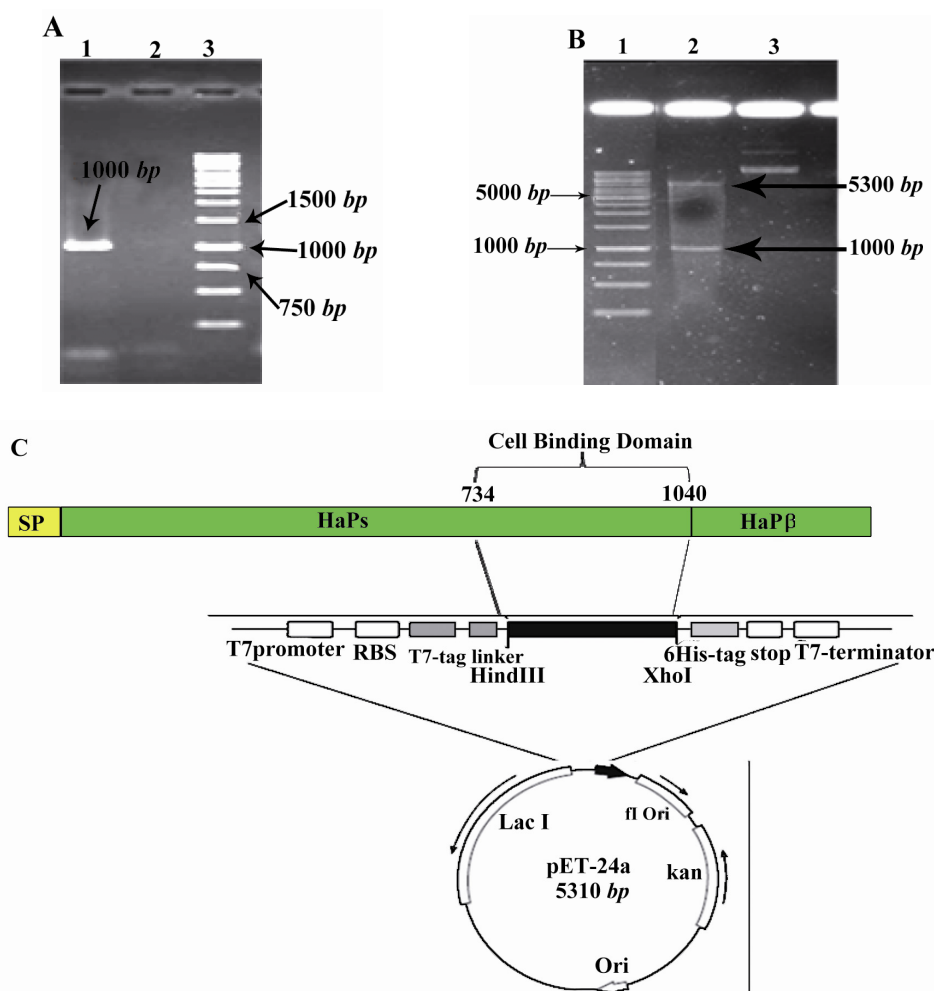 A
1 2 3
1000 bp
1500 bp
1000 bp
750 bp
B
1 2 3
5000 bp
1000 bp
5300 bp
1000 bp
C
Cell Binding Domain
734 1040
SP HaPs HaPβ
T7promoter RBS T7-tag linker 6His-tag stop T7-terminator
HindIII XhoI
Lac I
fI Ori
kan
pET-24a
5310 bp
Ori